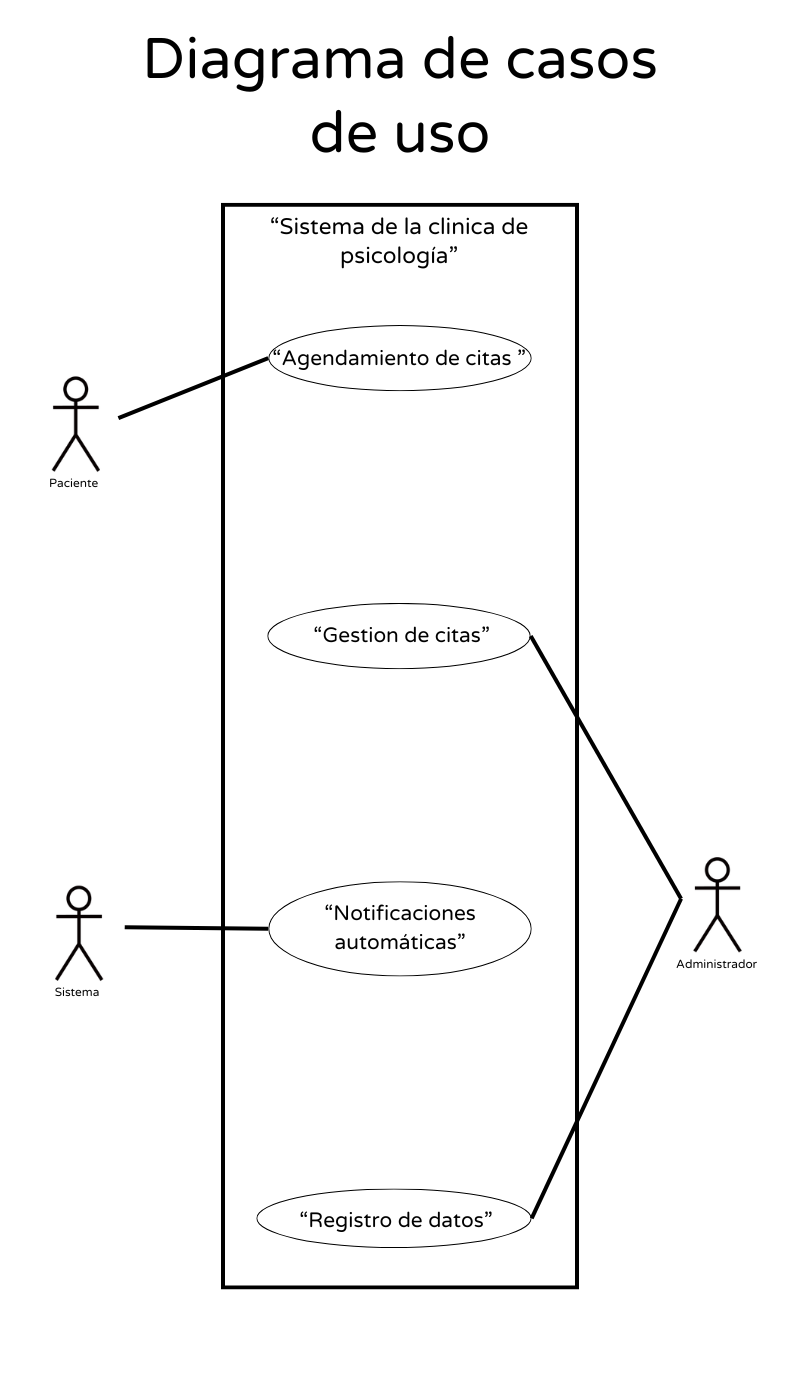 Diagrama de casos
de uso
“Sistema de la clinica de
psicología”
“Agendamiento de citas ”
Paciente
“Gestion de citas”
“Notificaciones
automáticas”
Sistema
Administrador
“Registro de datos”